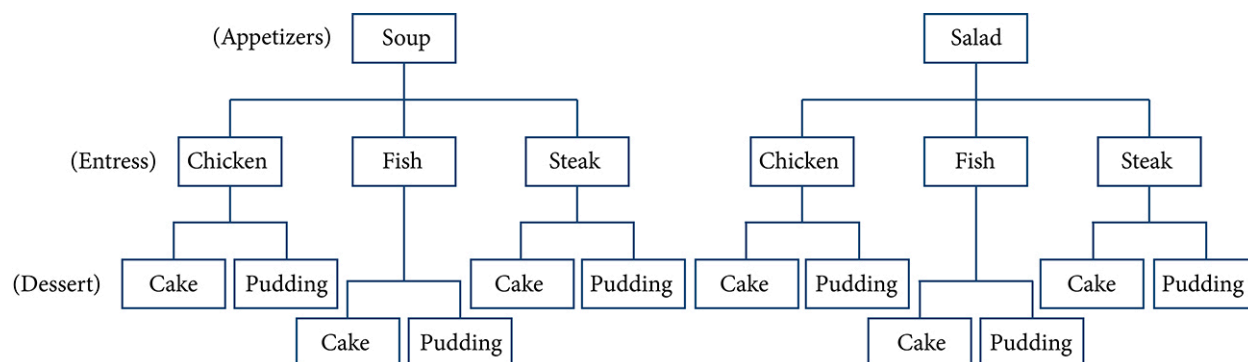 (Appetizers) Soup Salad
(Entress) Chicken Fish Steak Chicken Fish Steak
(Dessert) Cake Pudding Cake Pudding Cake Pudding Cake Pudding
Cake Pudding Cake Pudding